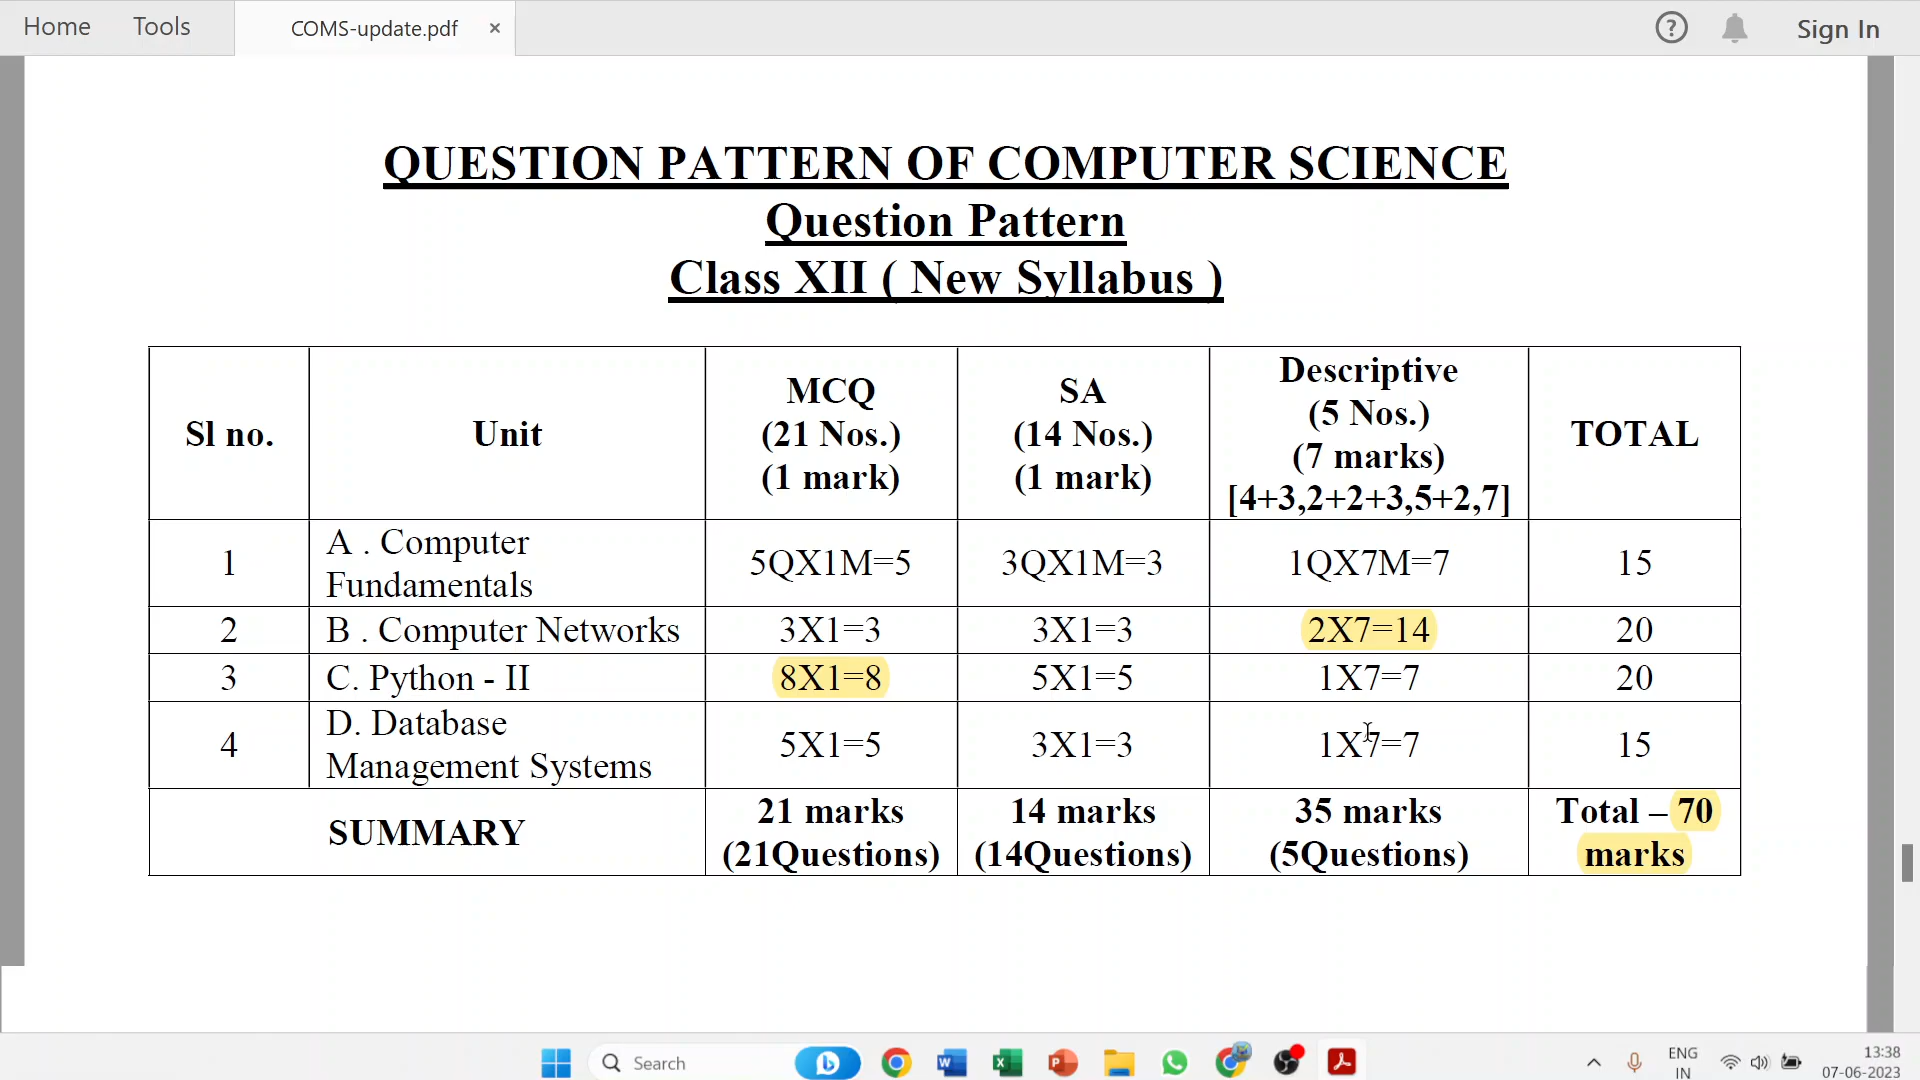 Home Tools COMS-update.pdf × ? Sign In
QUESTION PATTERN OF COMPUTER SCIENCE
Question Pattern
Class XII ( New Syllabus )
Sl no. Unit MCQ (21 Nos.) (1 mark) SA (14 Nos.) (1 mark) Descriptive (5 Nos.) (7 marks) [4+3,2+2+3,5+2,7] TOTAL
1 A . Computer Fundamentals 5QX1M=5 3QX1M=3 1QX7M=7 15
2 B . Computer Networks 3X1=3 3X1=3 2X7=14 20
3 C. Python - II 8X1=8 5X1=5 1X7=7 20
4 D. Database Management Systems 5X1=5 3X1=3 1X7=7 15
SUMMARY 21 marks (21Questions) 14 marks (14Questions) 35 marks (5Questions) Total – 70 marks
Search
ENG
IN
13:38
07-06-2023